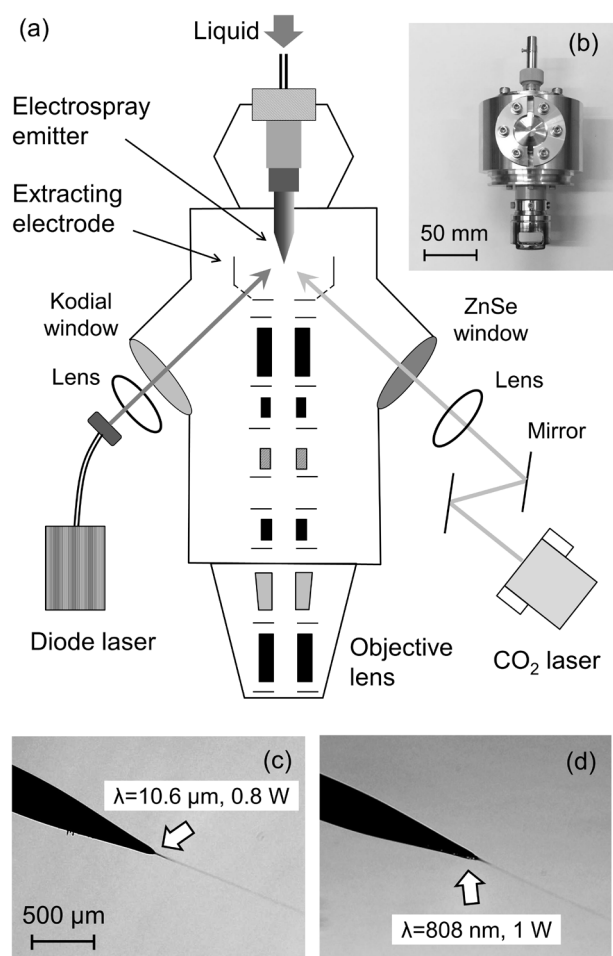 (a)
Liquid
(b)
Electrospray
emitter
Extracting
electrode
50 mm
Kodial
window
ZnSe
window
Lens
Lens
Mirror
Diode laser
Objective
lens
CO₂ laser
(c)
λ=10.6 µm, 0.8 W
500 µm
(d)
λ=808 nm, 1 W